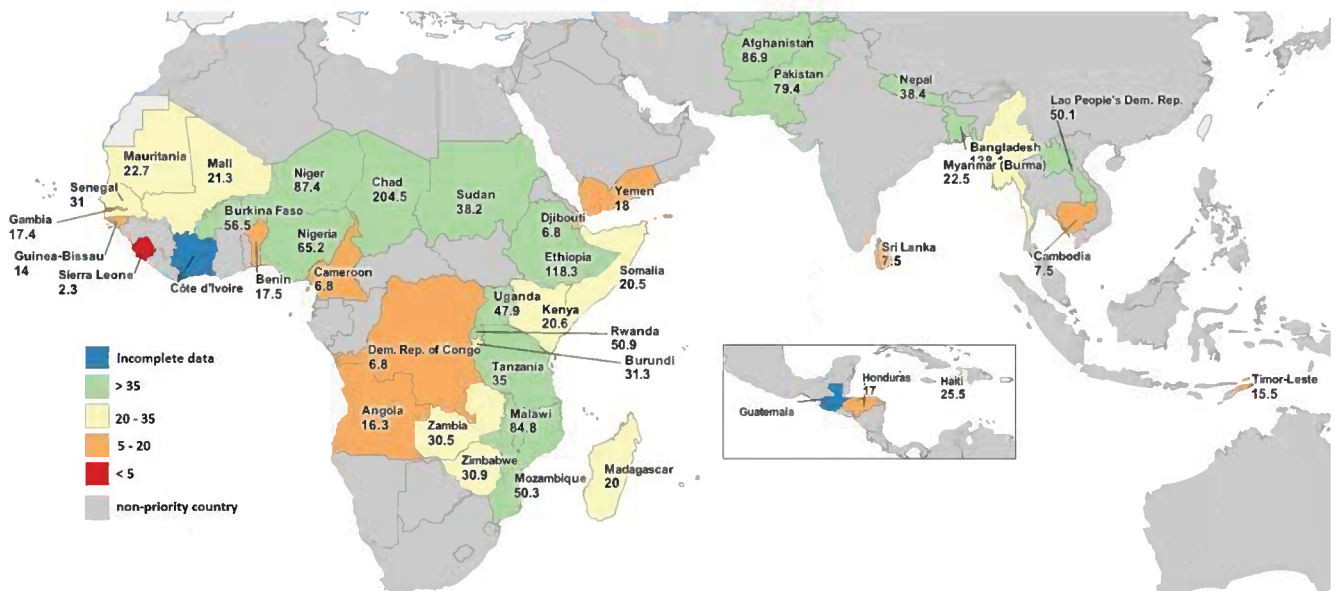 Afghanistan
86.9
Pakistan
79.4
Nepal
38.4
Lao People's Dem. Rep.
50.1
Bangladesh
Myanmar (Burma)
22.5
Mauritania
22.7
Mali
21.3
Niger
87.4
Chad
204.5
Sudan
38.2
Yemen
18
Senegal
31
Gambia
17.4
Guinea-Bissau
14
Sierra Leone
2.3
Côte d'Ivoire
Burkina Faso
56.5
Nigeria
65.2
Benin
17.5
Cameroon
6.8
Djibouti
6.8
Ethiopia
118.3
Somalia
20.5
Uganda
47.9
Kenya
20.6
Rwanda
50.9
Burundi
31.3
Dem. Rep. of Congo
6.8
Tanzania
35
Angola
16.3
Zambia
30.5
Malawi
84.8
Zimbabwe
30.9
Mozambique
50.3
Madagascar
20
Sri Lanka
7.5
Cambodia
7.5
Timor-Leste
15.5
Honduras
17
Haiti
25.5
Guatemala
Incomplete data
> 35
20 - 35
5 - 20
< 5
non-priority country